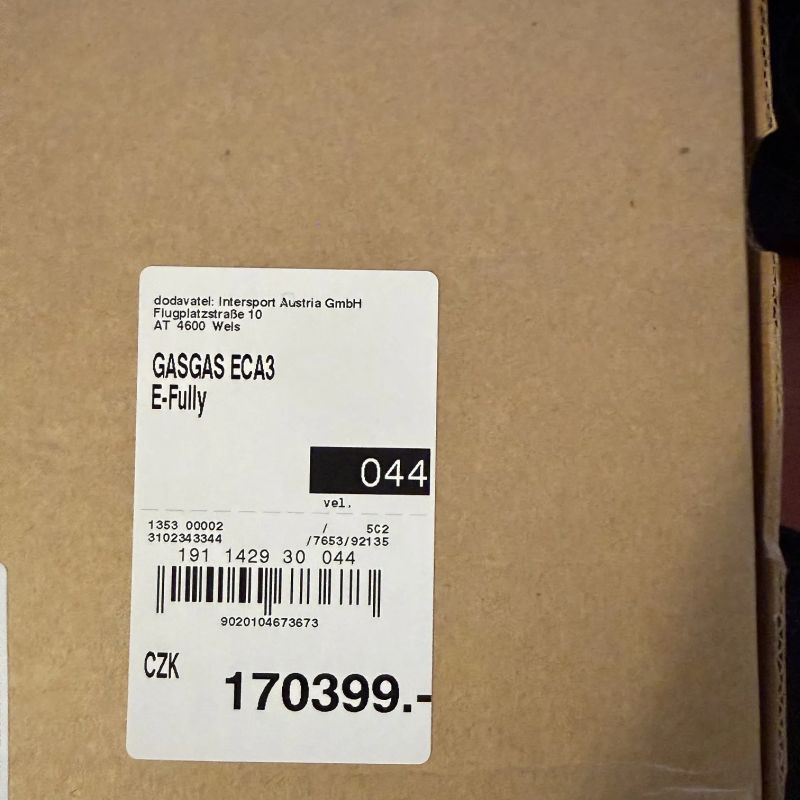 dodavatel: Intersport Austria GmbH
Flugplatzstraße 10
AT 4600 Wels
GASGAS ECA3
E-Fully
044
vel.
1353 00002 / 5C2
3102343344 /7653/92135
191 1429 30 044
9020104673673
CZK
170399.-